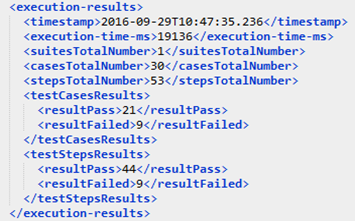 <execution-results>
<timestamp>2016-09-29T10:47:35.236</timestamp>
<execution-time-ms>19136</execution-time-ms>
<suitesTotalNumber>1</suitesTotalNumber>
<casesTotalNumber>30</casesTotalNumber>
<stepsTotalNumber>53</stepsTotalNumber>
<testCasesResults>
<resultPass>21</resultPass>
<resultFailed>9</resultFailed>
</testCasesResults>
<testStepsResults>
<resultPass>44</resultPass>
<resultFailed>9</resultFailed>
</testStepsResults>
</execution-results>